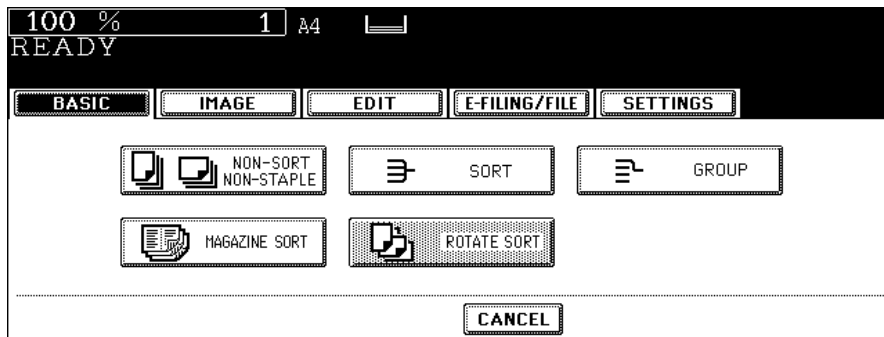 100 % 1 A4
READY
BASIC IMAGE EDIT E-FILING/FILE SETTINGS
NON-SORT
NON-STAPLE
SORT
GROUP
MAGAZINE SORT
ROTATE SORT
CANCEL